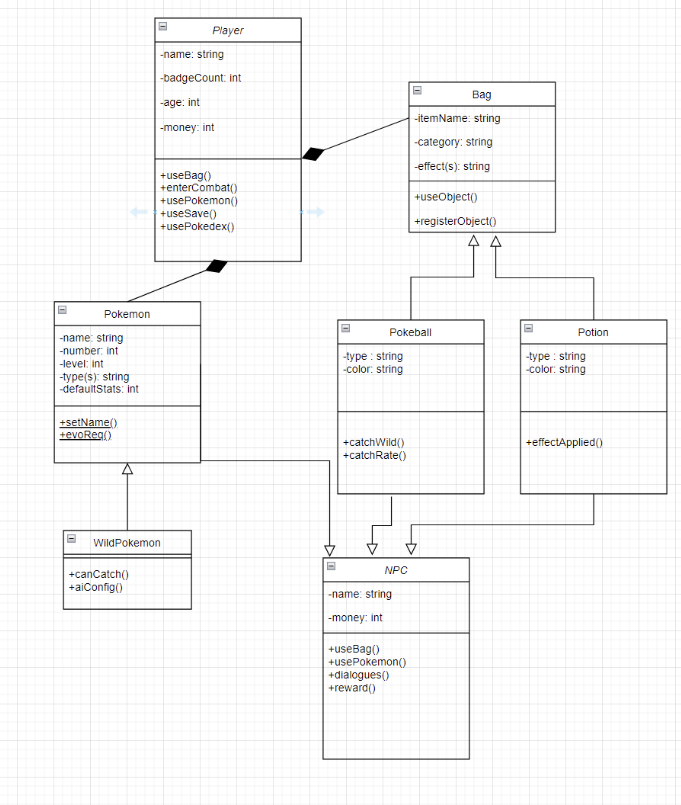 Player
-name: string
-badgeCount: int
-age: int
-money: int
+useBag()
+enterCombat()
+usePokemon()
+useSave()
+usePokedex()
Bag
-itemName: string
-category: string
-effect(s): string
+useObject()
+registerObject()
Pokemon
-name: string
-number: int
-level: int
-type(s): string
-defaultStats: int
+setName()
+evoReq()
Pokeball
-type : string
-color: string
+catchWild()
+catchRate()
Potion
-type : string
-color: string
+effectApplied()
WildPokemon
+canCatch()
+aiConfig()
NPC
-name: string
-money: int
+useBag()
+usePokemon()
+dialogues()
+reward()